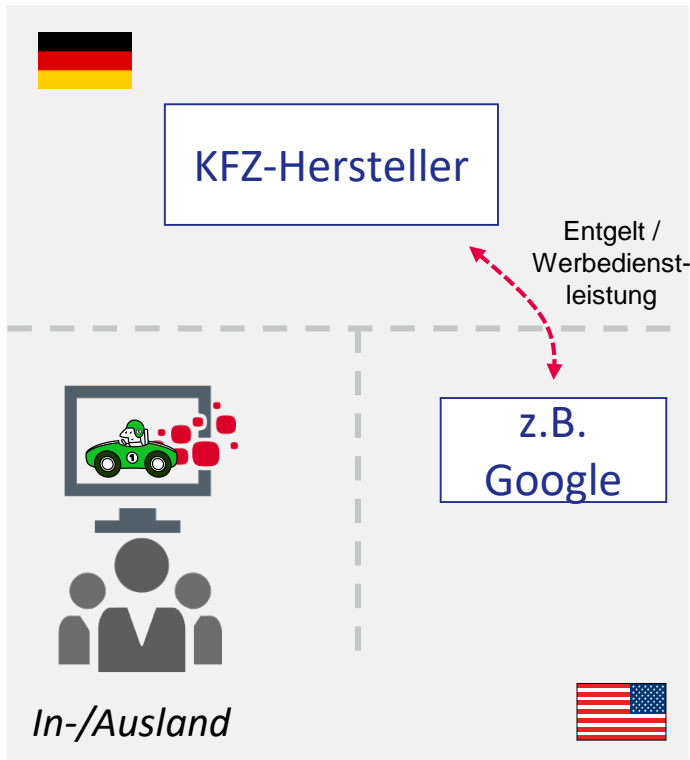 KFZ-Hersteller
Entgelt /
Werbedienst-
leistung
z.B.
Google
1
In-/Ausland